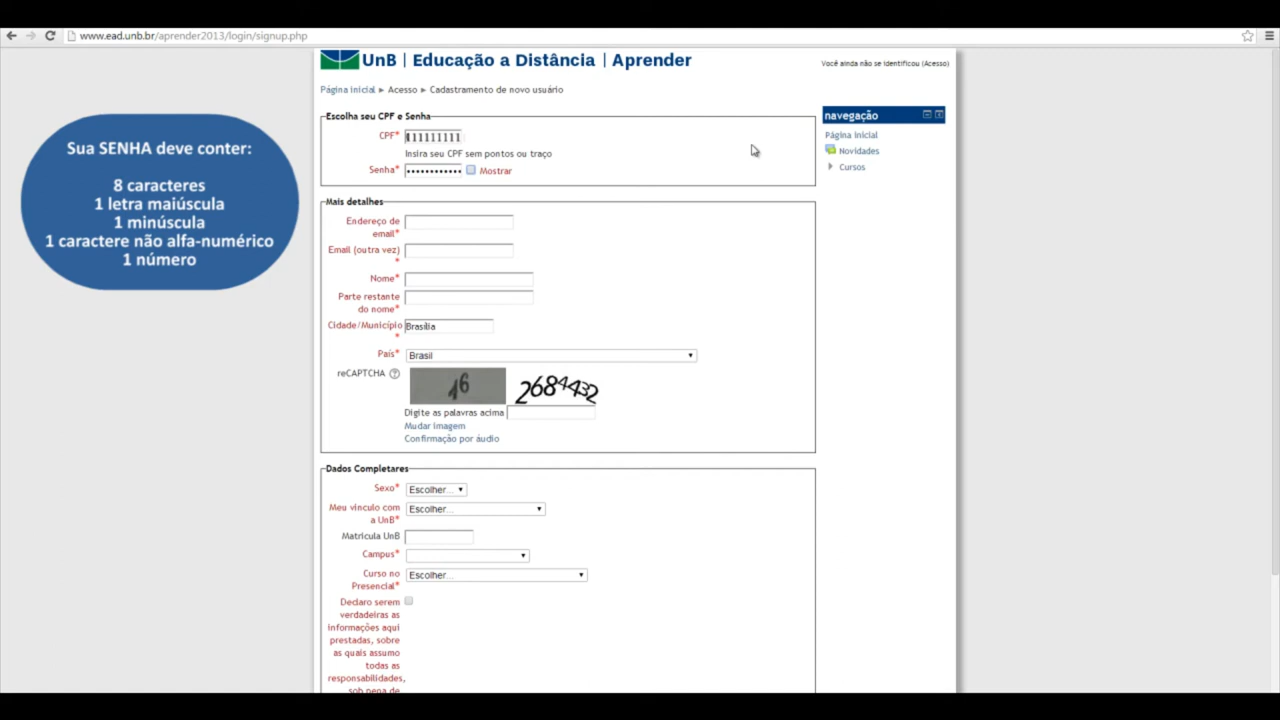 www.ead.unb.br/aprender2013/login/signup.php
UnB | Educação a Distância | Aprender
Você ainda não se identificou (Acesso)
Página inicial ► Acesso ► Cadastramento de novo usuário
Sua SENHA deve conter:
8 caracteres
1 letra maiúscula
1 minúscula
1 caractere não alfa-numérico
1 número
Escolha seu CPF e Senha
CPF*
Insira seu CPF sem pontos ou traço
Senha* •••••••••••• Mostrar
navegação
Página inicial
Novidades
Cursos
Mais detalhes
Endereço de
email*
Email (outra vez)
*
Nome*
Parte restante
do nome*
Cidade/Município Brasília
*
País* Brasil
reCAPTCHA
16 2684432
Digite as palavras acima
Mudar imagem
Confirmação por áudio
Dados Completares
Sexo* Escolher...
Meu vinculo com Escolher...
a UnB*
Matricula UnB
Campus*
Curso no Escolher...
Presencial*
Declaro serem
verdadeiras as
informações aqui
prestadas, sobre
as quais assumo
todas as
responsabilidades,
sob pena de